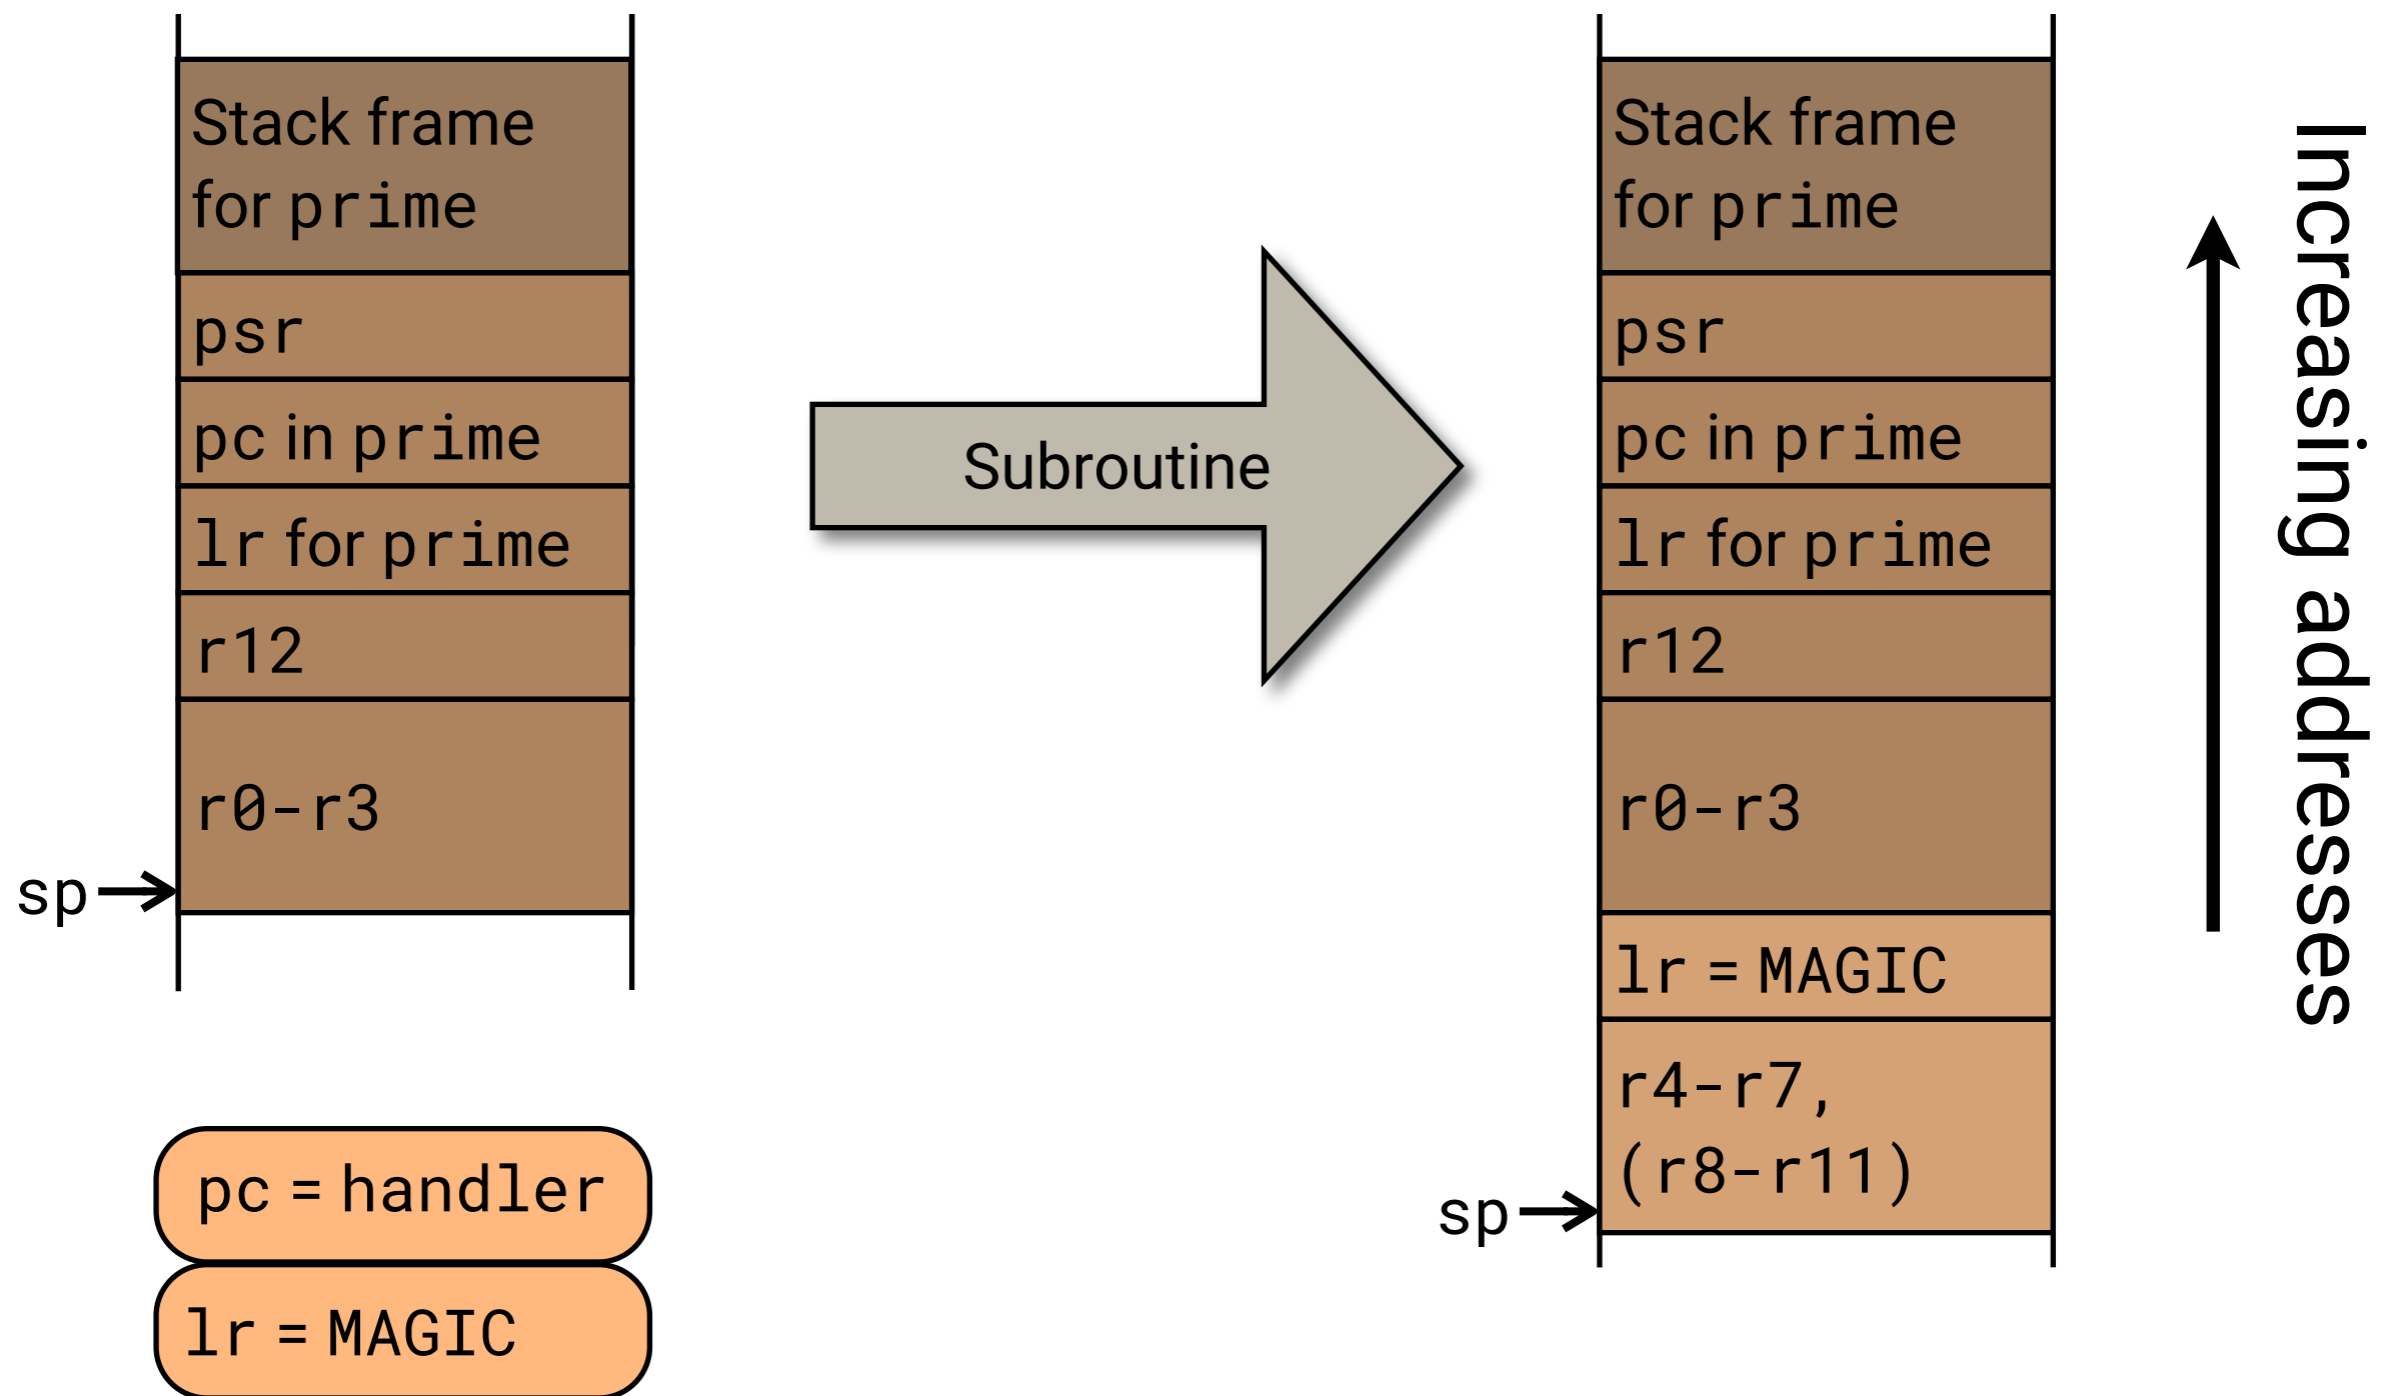 Stack frame
for prime
psr
pc in prime
lr for prime
r12
r0-r3
sp
pc = handler
lr = MAGIC
Subroutine
Stack frame
for prime
psr
pc in prime
lr for prime
r12
r0-r3
lr = MAGIC
r4-r7,
(r8-r11)
sp
Increasing addresses